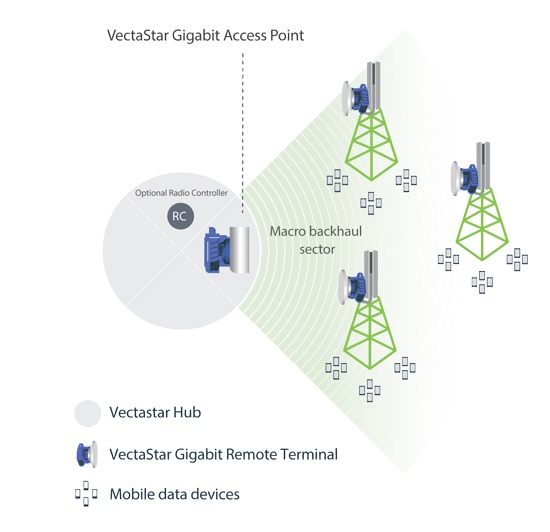 VectaStar Gigabit Access Point
Optional Radio Controller
RC
Macro backhaul
sector
Vectastar Hub
VectaStar Gigabit Remote Terminal
Mobile data devices